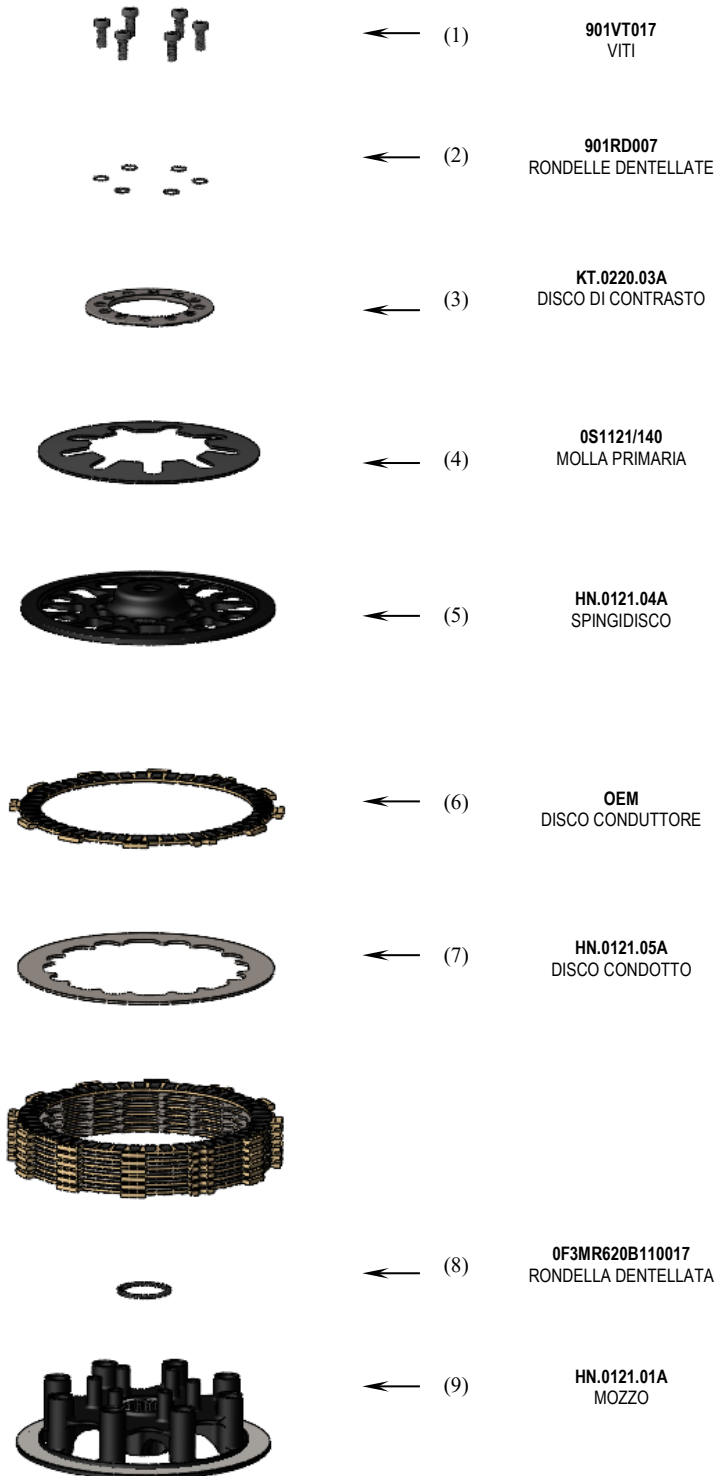 (1)
901VT017
VITI
(2)
901RD007
RONDELLE DENTELLATE
(3)
KT.0220.03A
DISCO DI CONTRASTO
(4)
0S1121/140
MOLLA PRIMARIA
(5)
HN.0121.04A
SPINGIDISCO
(6)
OEM
DISCO CONDUTTORE
(7)
HN.0121.05A
DISCO CONDOTTO
(8)
0F3MR620B110017
RONDELLA DENTELLATA
(9)
HN.0121.01A
MOZZO